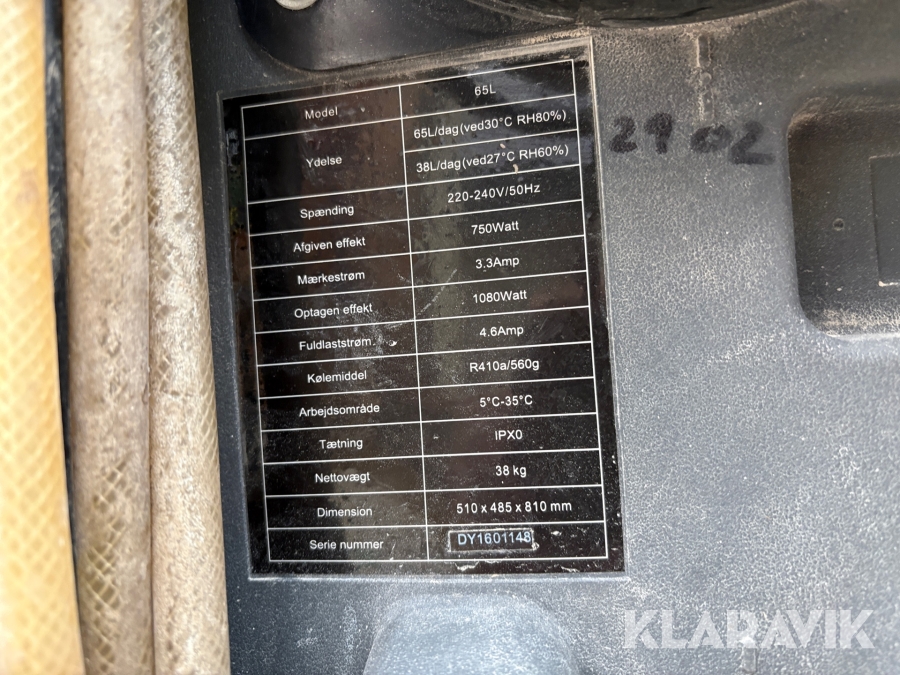 Model 65L
Ydelse 65L/dag(ved30°C RH80%)
38L/dag(ved27°C RH60%)
Spænding 220-240V/50Hz
Afgiven effekt 750Watt
Mærkestrøm 3.3Amp
Optagen effekt 1080Watt
Fuldlaststrøm 4.6Amp
Kølemiddel R410a/560g
Arbejdsområde 5°C-35°C
Tætning IPX0
Nettovægt 38 kg
Dimension 510 x 485 x 810 mm
Serie nummer DY1601148
2902
KLARAVIK